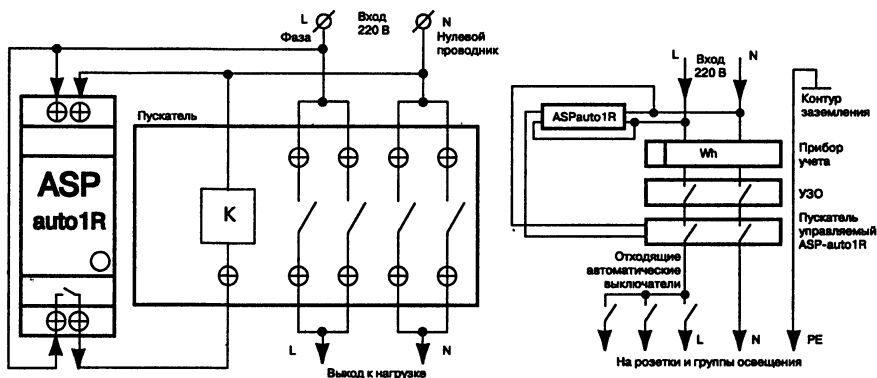 L
Вход
220 В
N
Фаза
Нулевой
проводник
Пускатель
ASP
auto1R
К
L
N
Выход к нагрузке
L
Вход
220 В
N
ASPauto1R
Контур
заземления
Wh
Прибор
учета
УЗО
Пускатель
управляемый
ASP-auto1R
Отходящие
автоматические
выключатели
L
N
PE
На розетки и группы освещения